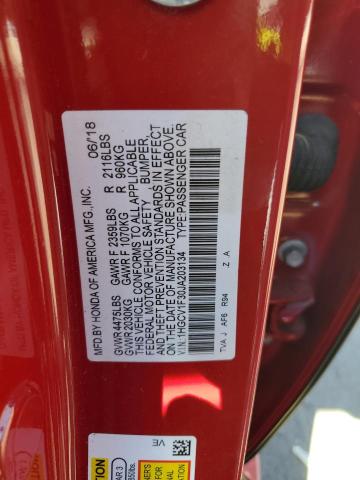 MFD.BY HONDA OF AMERICA MFG.,INC. 06/'18
GVWR 4475LBS GAWR F 2359LBS R 2116LBS
GVWR 2030KG GAWR F 1070KG R 960KG
THIS VEHICLE CONFORMS TO ALL APPLICABLE
FEDERAL MOTOR VEHICLE SAFETY , BUMPER,
AND THEFT PREVENTION STANDARDS IN EFFECT
ON THE DATE OF MANUFACTURE SHOWN ABOVE.
V.I.N:1HGCV1F30JA203134 TYPE:PASSENGER CAR
Z A
TVA J AF6 R94
VE